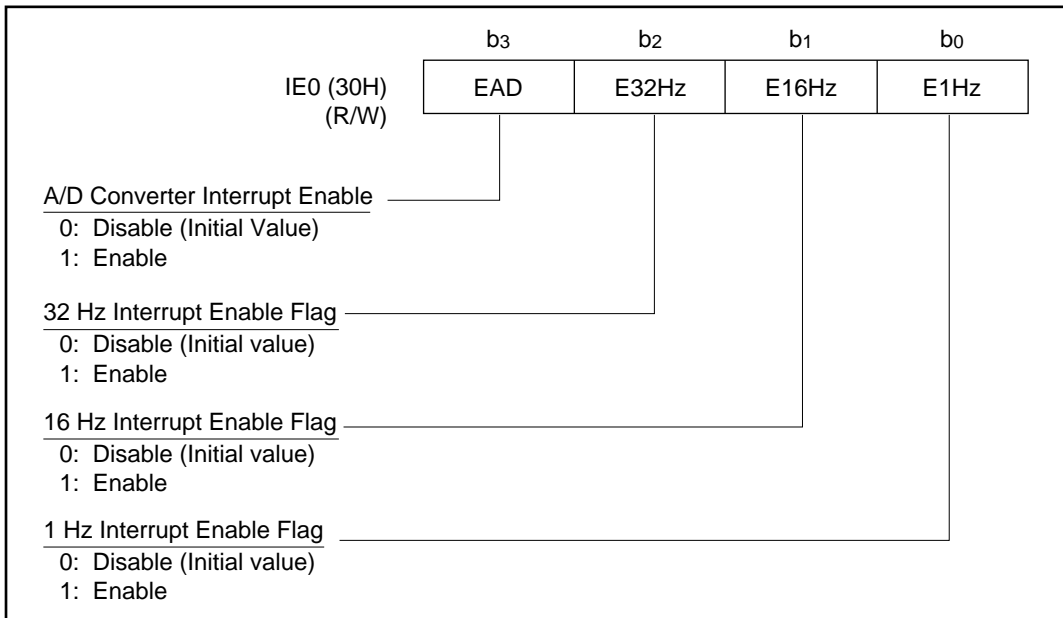 b3 b2 b1 b0
IE0 (30H) EAD E32Hz E16Hz E1Hz
(R/W)
A/D Converter Interrupt Enable
0: Disable (Initial Value)
1: Enable
32 Hz Interrupt Enable Flag
0: Disable (Initial value)
1: Enable
16 Hz Interrupt Enable Flag
0: Disable (Initial value)
1: Enable
1 Hz Interrupt Enable Flag
0: Disable (Initial value)
1: Enable